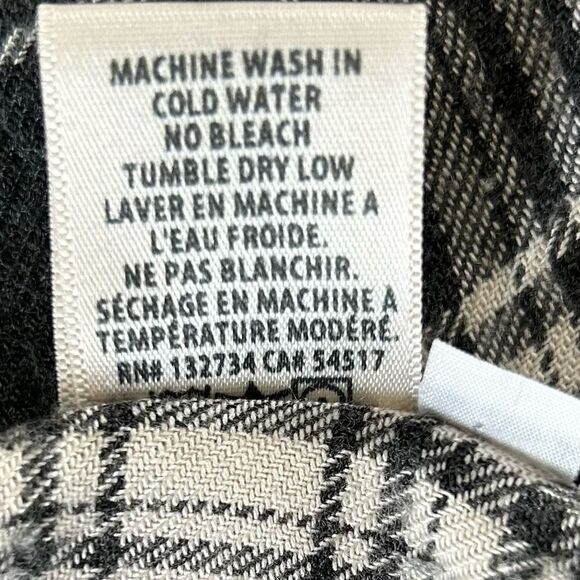 MACHINE WASH IN
COLD WATER
NO BLEACH
TUMBLE DRY LOW
LAVER EN MACHINE A
L'EAU FROIDE.
NE PAS BLANCHIR.
SÉCHAGE EN MACHINE À
TEMPÉRATURE MODÉRÉ.
RN# 132734 CA# 54517